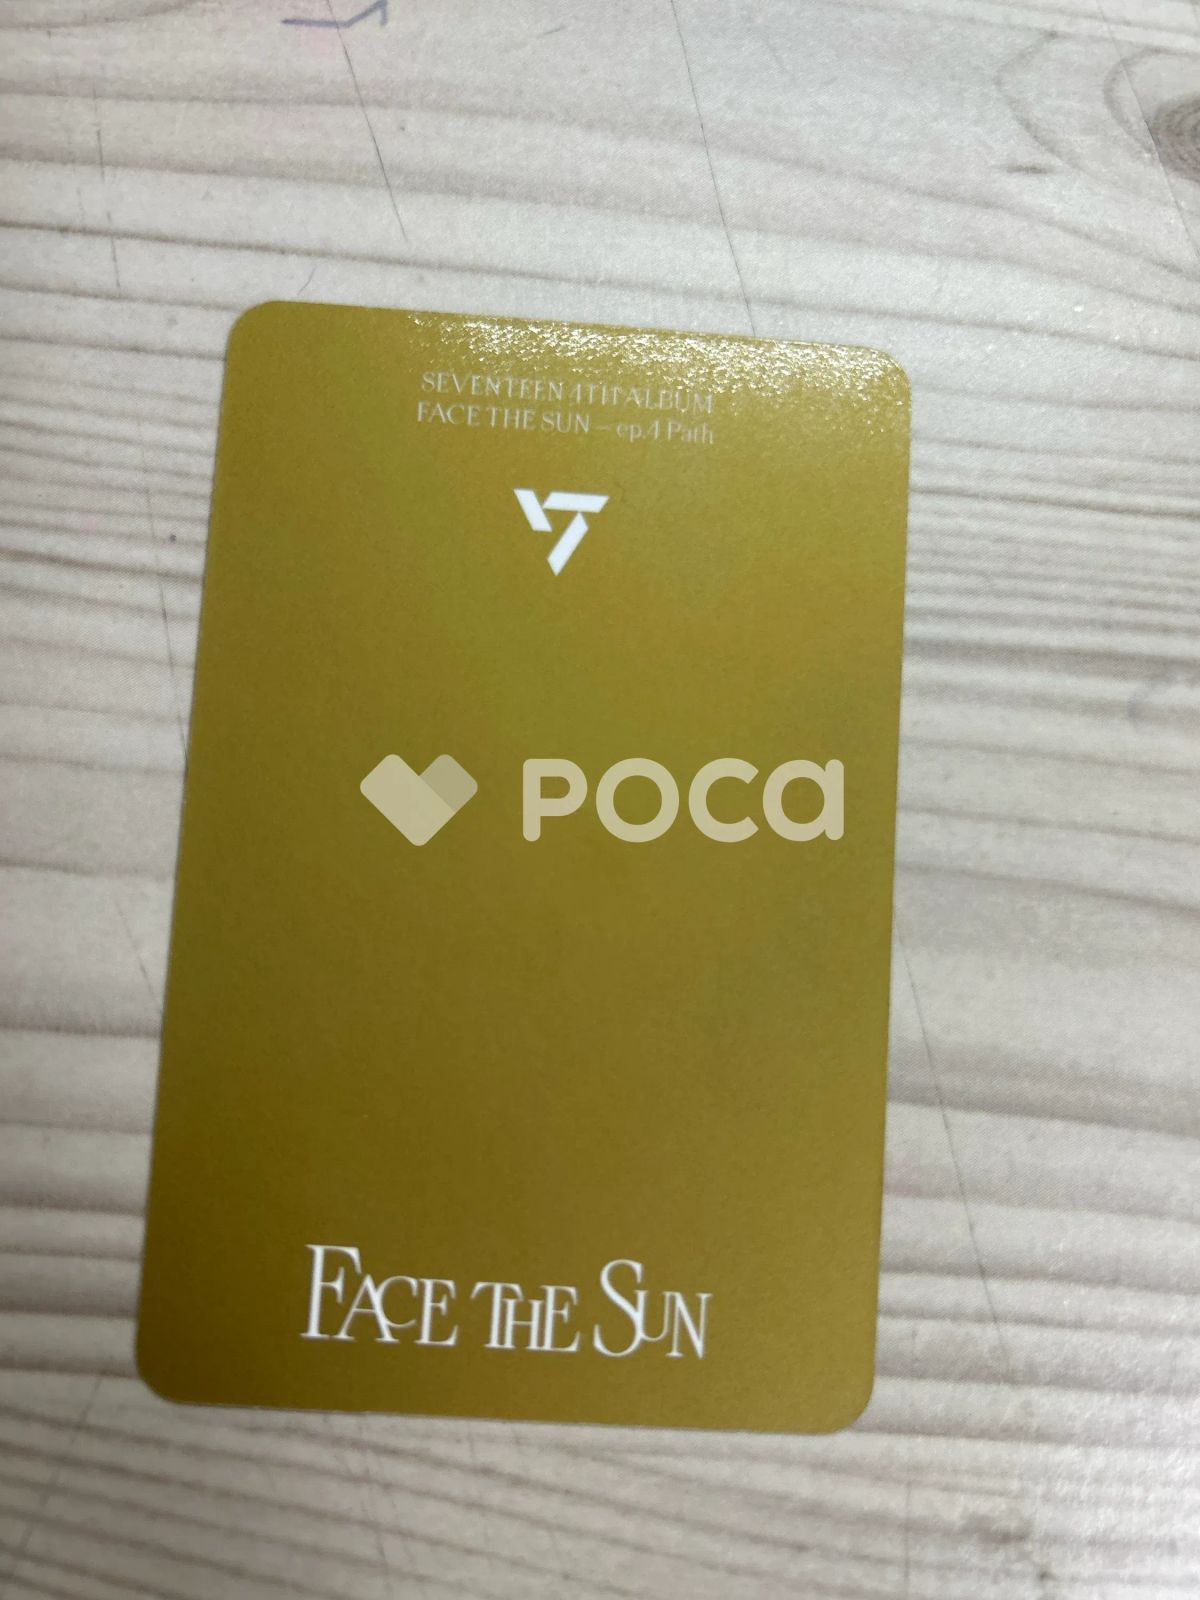 SEVENTEEN 4TH ALBUM
FACE THE SUN – ep.4 Path
POCA
FACE THE SUN